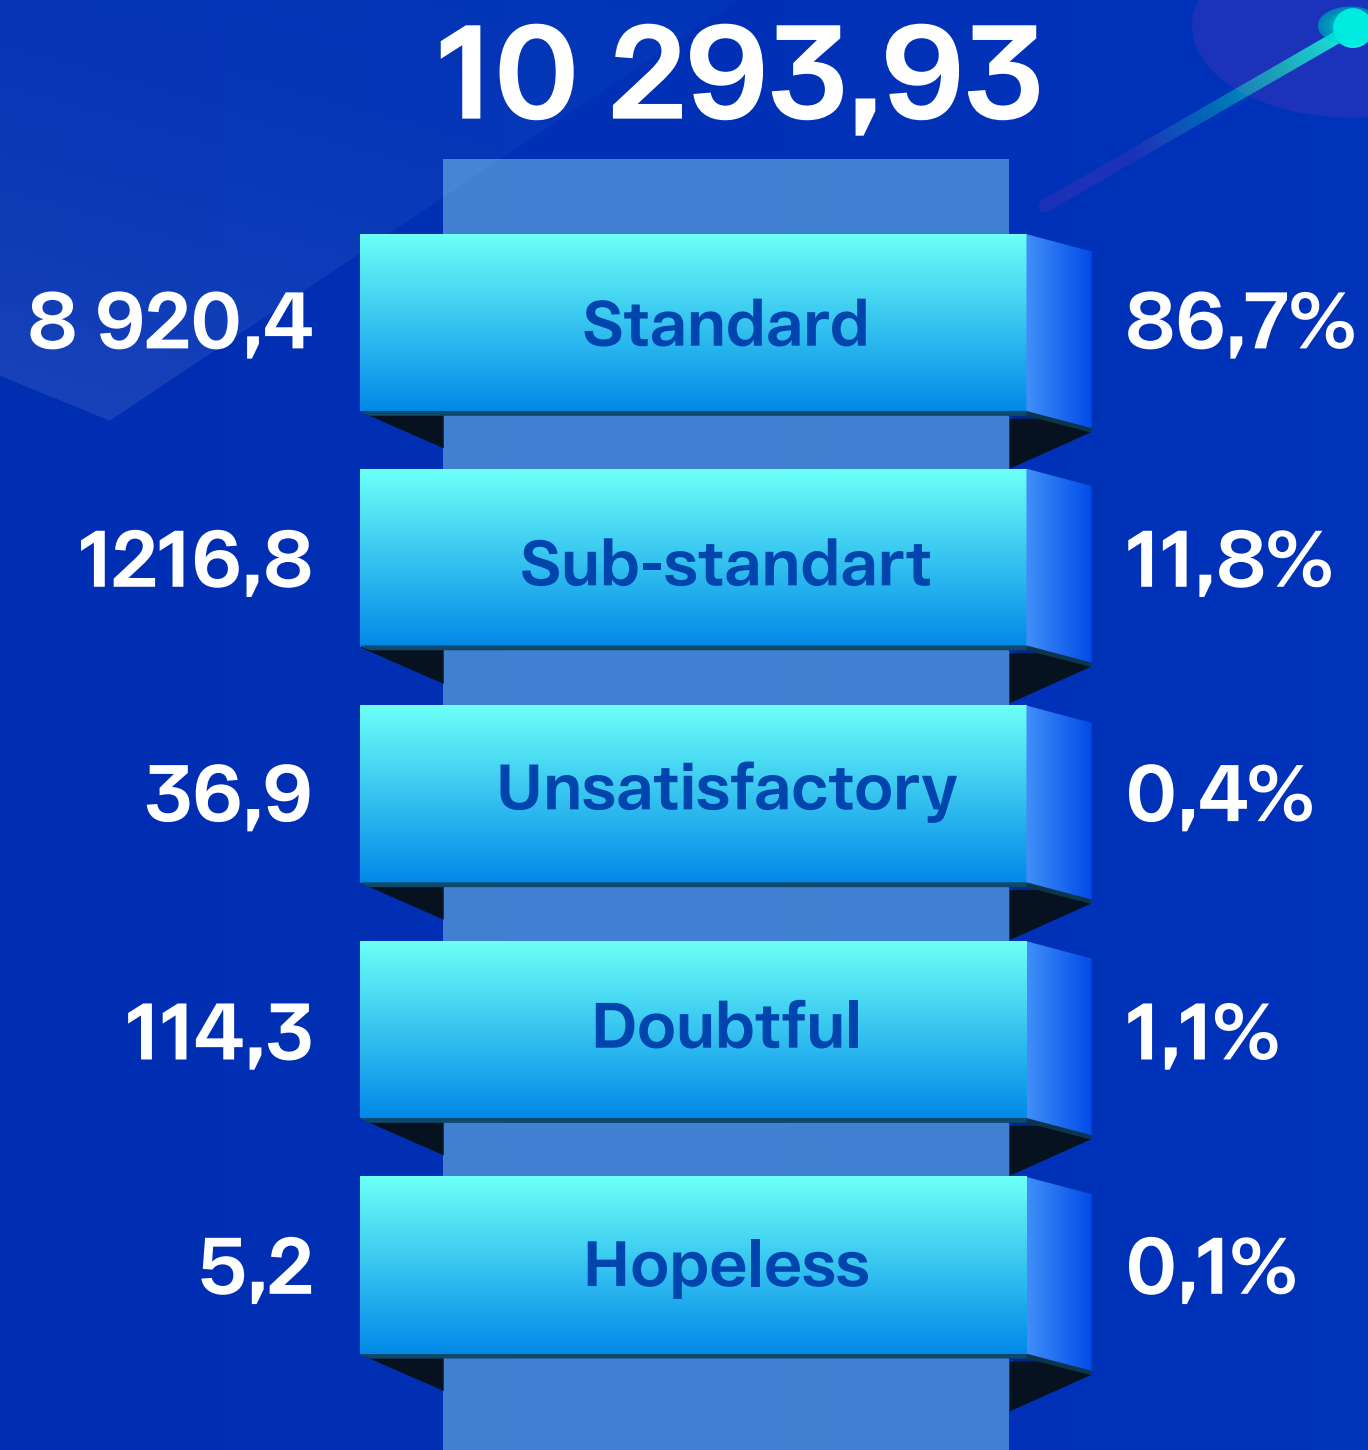 10 293,93
8 920,4 Standard 86,7%
1216,8 Sub-standart 11,8%
36,9 Unsatisfactory 0,4%
114,3 Doubtful 1,1%
5,2 Hopeless 0,1%